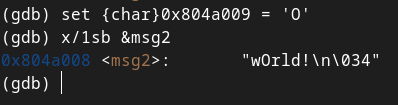 (gdb) set {char}0x804a009 = 'O'
(gdb) x/1sb &msg2
0x804a008 <msg2>:       "wOrld!\n\034"
(gdb)